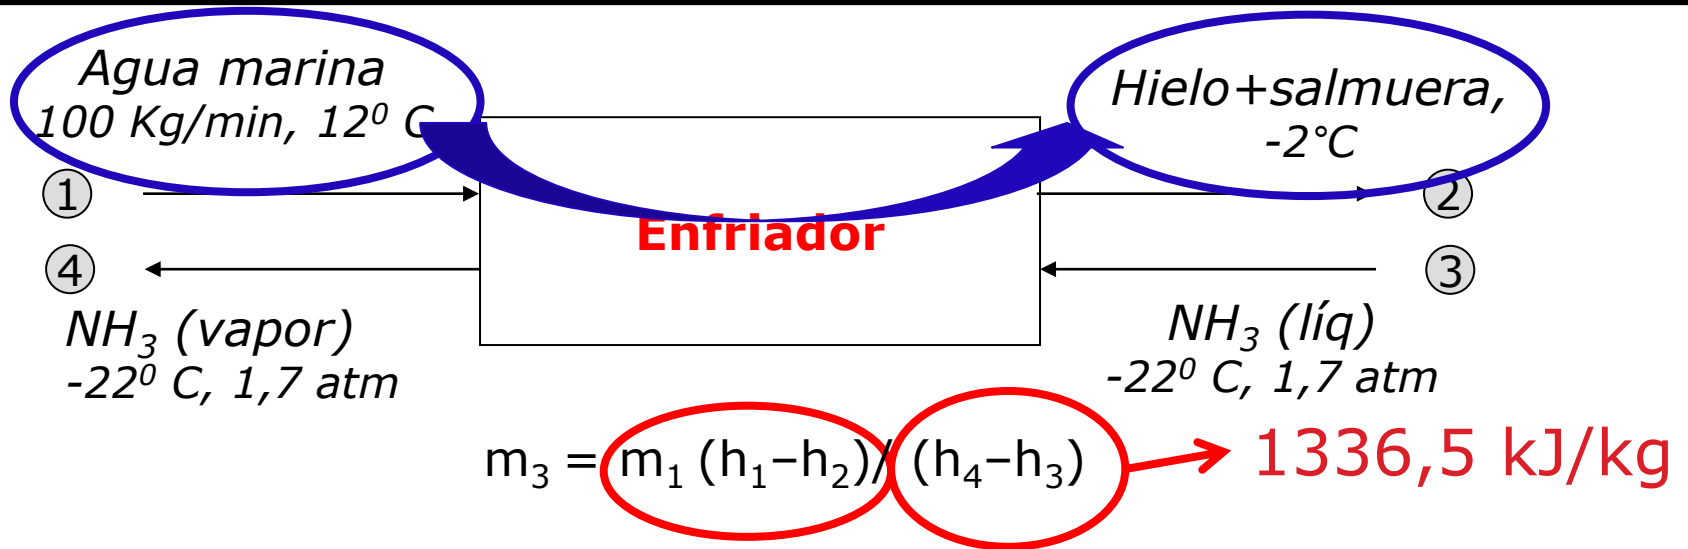 Agua marina
100 Kg/min, 12⁰ C
Hielo+salmuera,
-2°C
1
2
Enfriador
4
3
NH₃ (vapor)
-22⁰ C, 1,7 atm
NH₃ (líq)
-22⁰ C, 1,7 atm
m₃ = m₁ (h₁–h₂)/ (h₄–h₃)
1336,5 kJ/kg